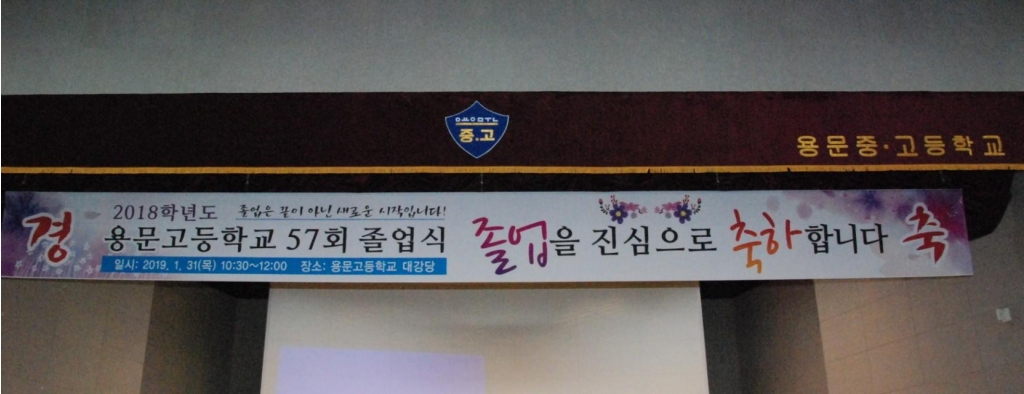 중.고
용문중·고등학교
경
2018학년도 졸업은 끝이 아닌 새로운 시작입니다!
용문고등학교 57회 졸업식
일시: 2019. 1. 31(목) 10:30~12:00 장소: 용문고등학교 대강당
졸업을 진심으로 축하합니다
축